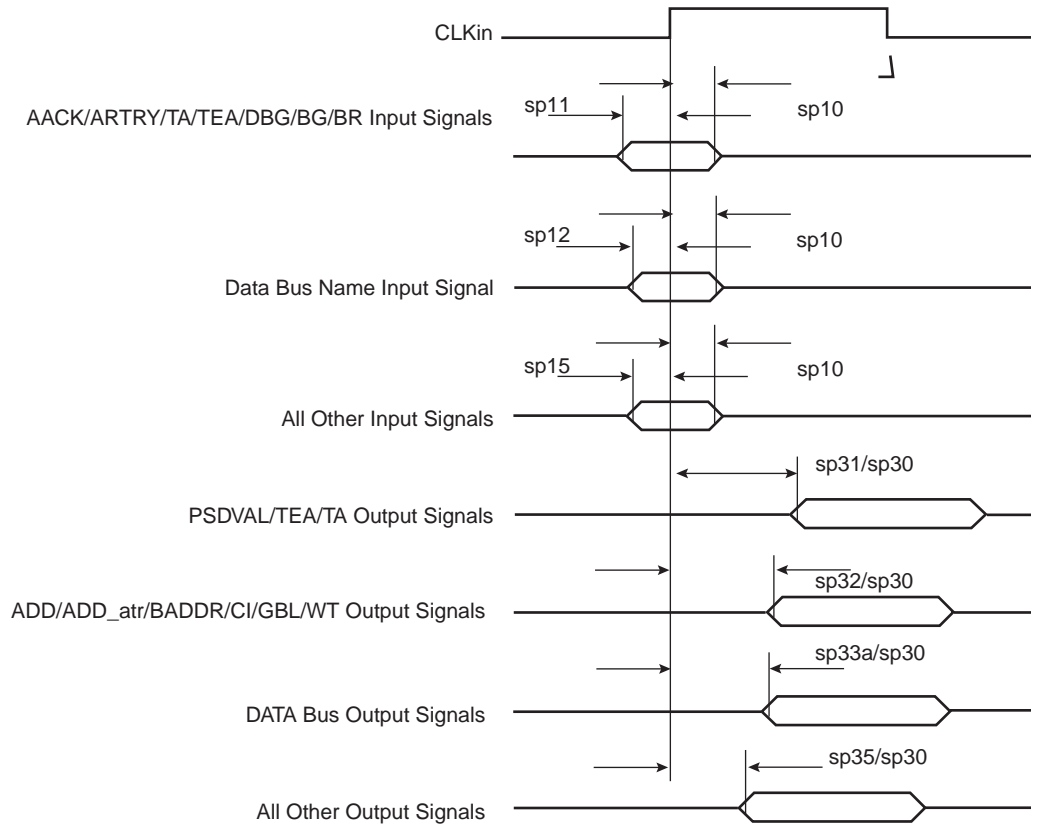 CLKin
sp11
sp10
AACK/ARTRY/TA/TEA/DBG/BG/BR Input Signals
sp12
sp10
Data Bus Name Input Signal
sp15
sp10
All Other Input Signals
sp31/sp30
PSDVAL/TEA/TA Output Signals
sp32/sp30
ADD/ADD_atr/BADDR/CI/GBL/WT Output Signals
sp33a/sp30
DATA Bus Output Signals
sp35/sp30
All Other Output Signals